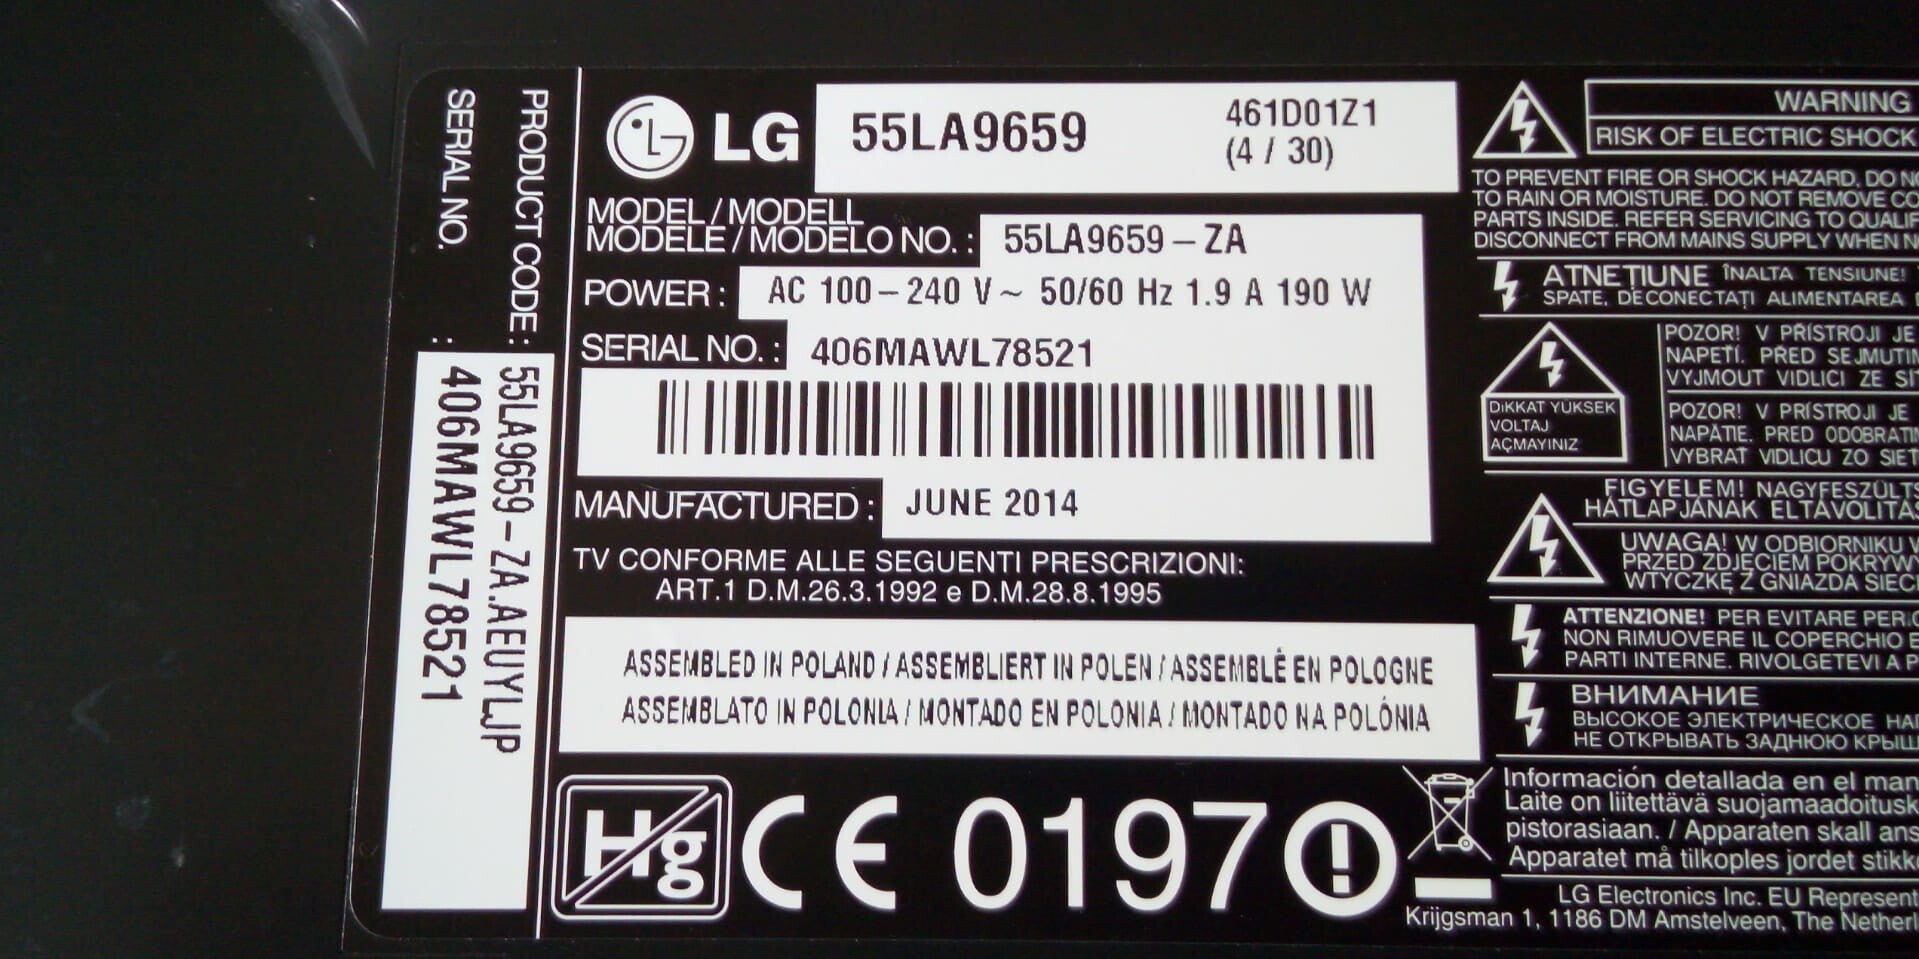 SERIAL NO. : 406MAWL78521
PRODUCT CODE : 55LA9659-ZA.AEUYLJP
LG
55LA9659
461D01Z1
(4 / 30)
MODEL / MODELL
MODELE / MODELO NO. : 55LA9659 - ZA
POWER : AC 100 - 240 V ~ 50/60 Hz 1.9 A 190 W
SERIAL NO. : 406MAWL78521
MANUFACTURED : JUNE 2014
TV CONFORME ALLE SEGUENTI PRESCRIZIONI:
ART.1 D.M.26.3.1992 e D.M.28.8.1995
ASSEMBLED IN POLAND / ASSEMBLIERT IN POLEN / ASSEMBLÉ EN POLOGNE
ASSEMBLATO IN POLONIA / MONTADO EN POLONIA / MONTADO NA POLÓNIA
Hg CE 0197 !
WARNING
RISK OF ELECTRIC SHOCK
TO PREVENT FIRE OR SHOCK HAZARD, DO
TO RAIN OR MOISTURE. DO NOT REMOVE
PARTS INSIDE. REFER SERVICING TO
DISCONNECT FROM MAINS SUPPLY WHEN
ATNEȚIUNE ÎNALTA TENSIUNE!
SPATE, DECONECTAȚI ALIMENTAREA
POZOR! V PŘÍSTROJI JE
NAPETÍ. PŘED
VYJMOUT VIDLICI ZE
DiKKAT YÜKSEK
VOLTAJ
AÇMAYINIZ
POZOR! V PRÍSTROJI JE
NAPÄTIE. PRED
VYBRAŤ VIDLICU ZO
FIGYELEM!
HÁTLAPJÁNAK
UWAGA! W ODBIORNIKU
PRZED ZDJĘCIEM
WTYCZKĘ Z GNIAZDA
ATTENZIONE! PER EVITARE
NON RIMUOVERE IL COPERCHIO
PARTI INTERNE. RIVOLGETEVI A
ВНИМАНИЕ
ВЫСОКОЕ ЭЛЕКТРИЧЕСКОЕ
НЕ ОТКРЫВАТЬ ЗАДНЮЮ
Información detallada en el
Laite on liitettävä
pistorasiaan. / Apparaten skall
Apparatet må tilkoples jordet
LG Electronics Inc. EU
Krijgsman 1, 1186 DM Amstelveen, The